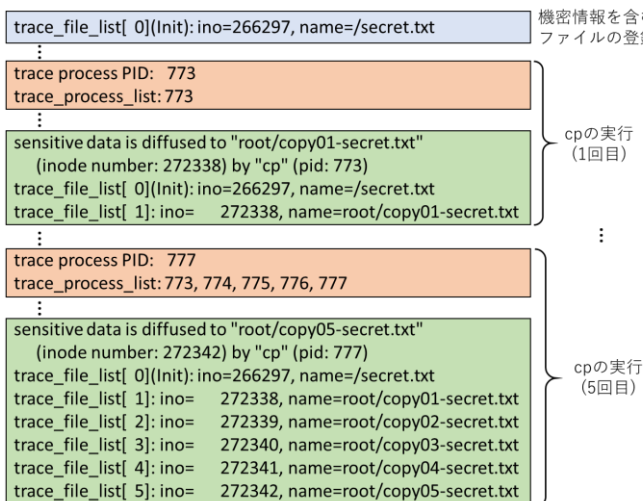 trace_file_list[ 0](Init): ino=266297, name=/secret.txt
機密情報を含
ファイルの登
⋮
trace process PID: 773
trace_process_list: 773
⋮
sensitive data is diffused to "root/copy01-secret.txt"
(inode number: 272338) by "cp" (pid: 773)
trace_file_list[ 0](Init): ino=266297, name=/secret.txt
trace_file_list[ 1]: ino= 272338, name=root/copy01-secret.txt
cpの実行
(1回目)
⋮
⋮
trace process PID: 777
trace_process_list: 773, 774, 775, 776, 777
⋮
sensitive data is diffused to "root/copy05-secret.txt"
(inode number: 272342) by "cp" (pid: 777)
trace_file_list[ 0](Init): ino=266297, name=/secret.txt
trace_file_list[ 1]: ino= 272338, name=root/copy01-secret.txt
trace_file_list[ 2]: ino= 272339, name=root/copy02-secret.txt
trace_file_list[ 3]: ino= 272340, name=root/copy03-secret.txt
trace_file_list[ 4]: ino= 272341, name=root/copy04-secret.txt
trace_file_list[ 5]: ino= 272342, name=root/copy05-secret.txt
cpの実行
(5回目)